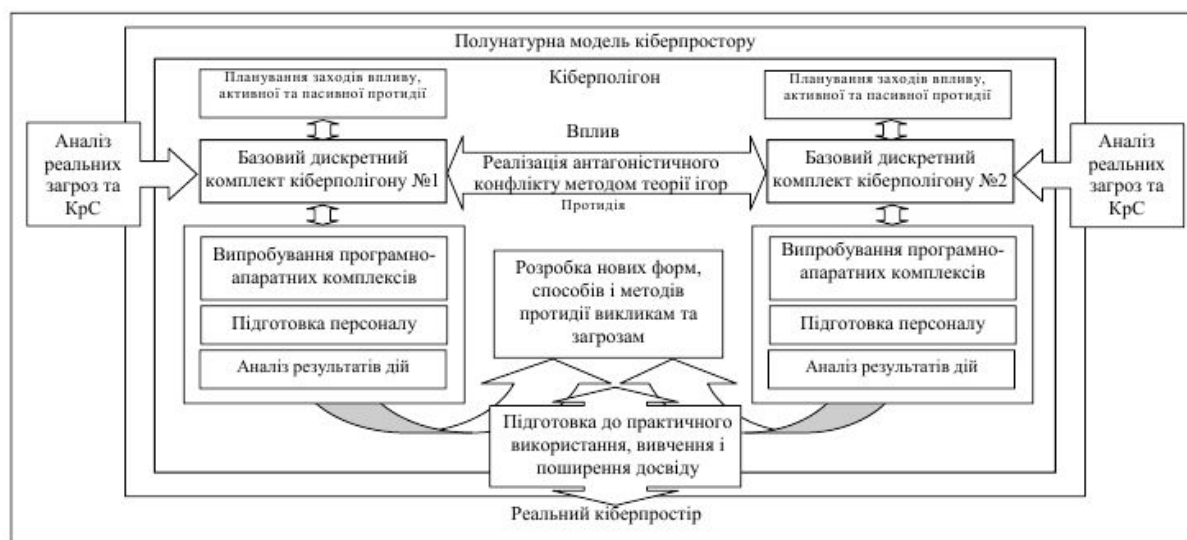 Полунатурна модель кіберпростору
Кіберполігон
Планування заходів впливу,
активної та пасивної протидії
Планування заходів впливу,
активної та пасивної протидії
Аналіз
реальних
загроз та
КрС
Базовий дискретний
комплект кіберполігону №1
Вплив
Реалізація антагоністичного
конфлікту методом теорії ігор
Протидія
Базовий дискретний
комплект кіберполігону №2
Аналіз
реальних
загроз та
КрС
Випробування програмно-
апаратних комплексів
Підготовка персоналу
Аналіз результатів дій
Розробка нових форм,
способів і методів
протидії викликам та
загрозам
Випробування програмно-
апаратних комплексів
Підготовка персоналу
Аналіз результатів дій
Підготовка до практичного
використання, вивчення і
поширення досвіду
Реальний кіберпростір